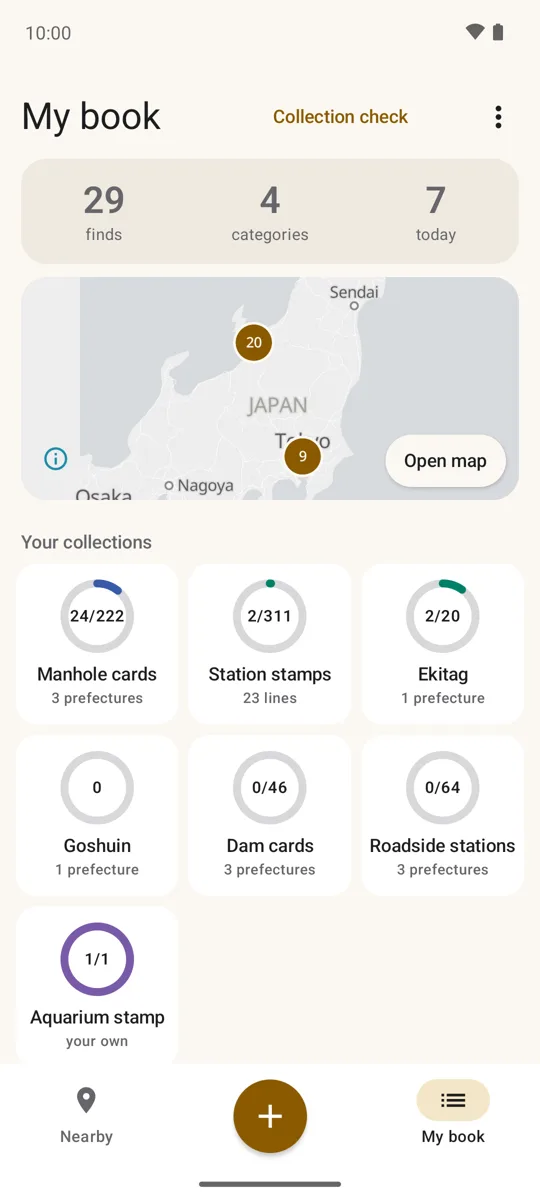 10:00
My book
Collection check
29
finds
4
categories
7
today
Sendai
20
JAPAN
Tokyo
9
Nagoya
Osaka
Open map
Your collections
24/222
Manhole cards
3 prefectures
2/311
Station stamps
23 lines
2/20
Ekitag
1 prefecture
0
Goshuin
1 prefecture
0/46
Dam cards
3 prefectures
0/64
Roadside stations
3 prefectures
1/1
Aquarium stamp
your own
Nearby
My book